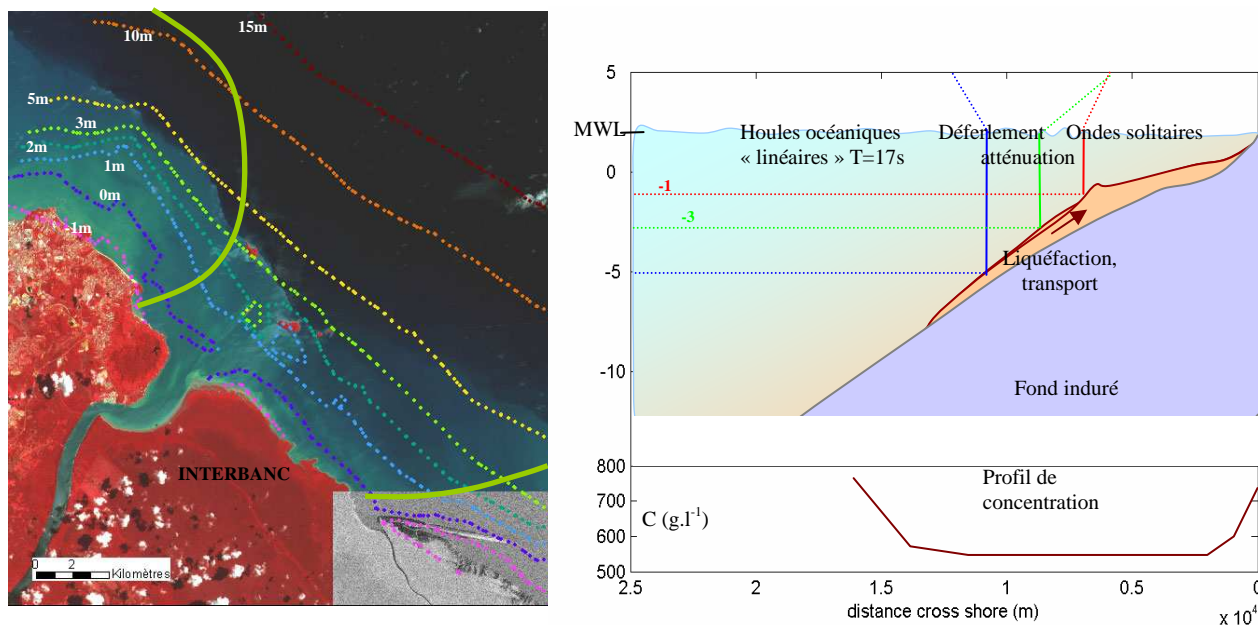 15m
10m
5m
3m
2m
1m
0m
-1m
INTERBANC
0 2
Kilomètres
5
MWL
0
-5
-10
Houles océaniques
« linéaires » T=17s
Déferlement
atténuation
Ondes solitaires
-1
-3
Liquéfaction,
transport
Fond induré
800
700
600
500
C (g.l-1)
Profil de
concentration
2.5 2 1.5 1 0.5 0
distance cross shore (m)
x 10⁴